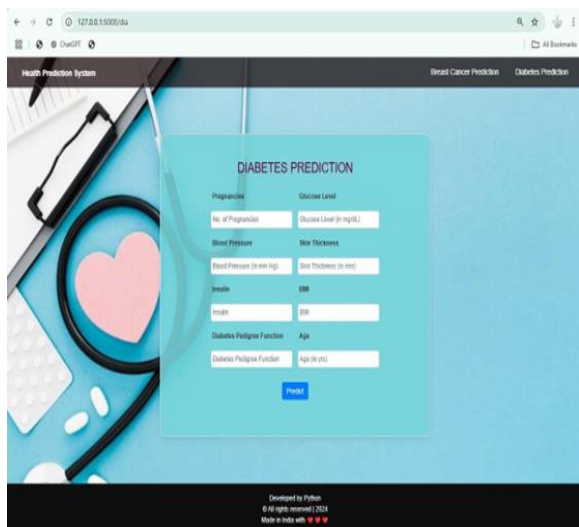 127.0.0.1:5000/dia
ChatGPT
All Bookmarks
Health Prediction System
Breast Cancer Prediction Diabetes Prediction
DIABETES PREDICTION
Pregnancies Glucose Level
No. of Pregnancies Glucose Level (in mg/dL)
Blood Pressure Skin Thickness
Blood Pressure (in mm Hg) Skin Thickness (in mm)
Insulin BMI
Insulin BMI
Diabetes Pedigree Function Age
Diabetes Pedigree Function Age (in yrs)
Predict
Developed by Python
© All rights reserved | 2024
Made in India with ❤️ ❤️ ❤️